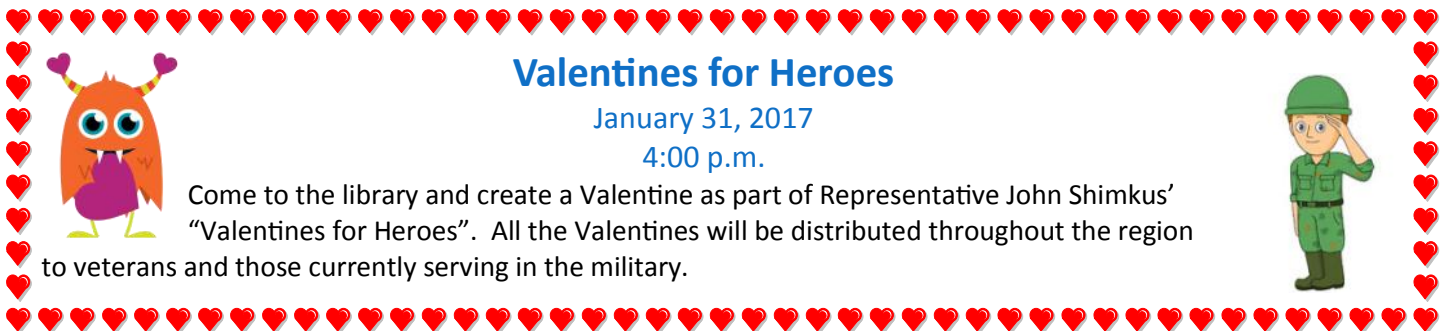 Valentines for Heroes
January 31, 2017
4:00 p.m.
Come to the library and create a Valentine as part of Representative John Shimkus’
“Valentines for Heroes”.  All the Valentines will be distributed throughout the region
to veterans and those currently serving in the military.